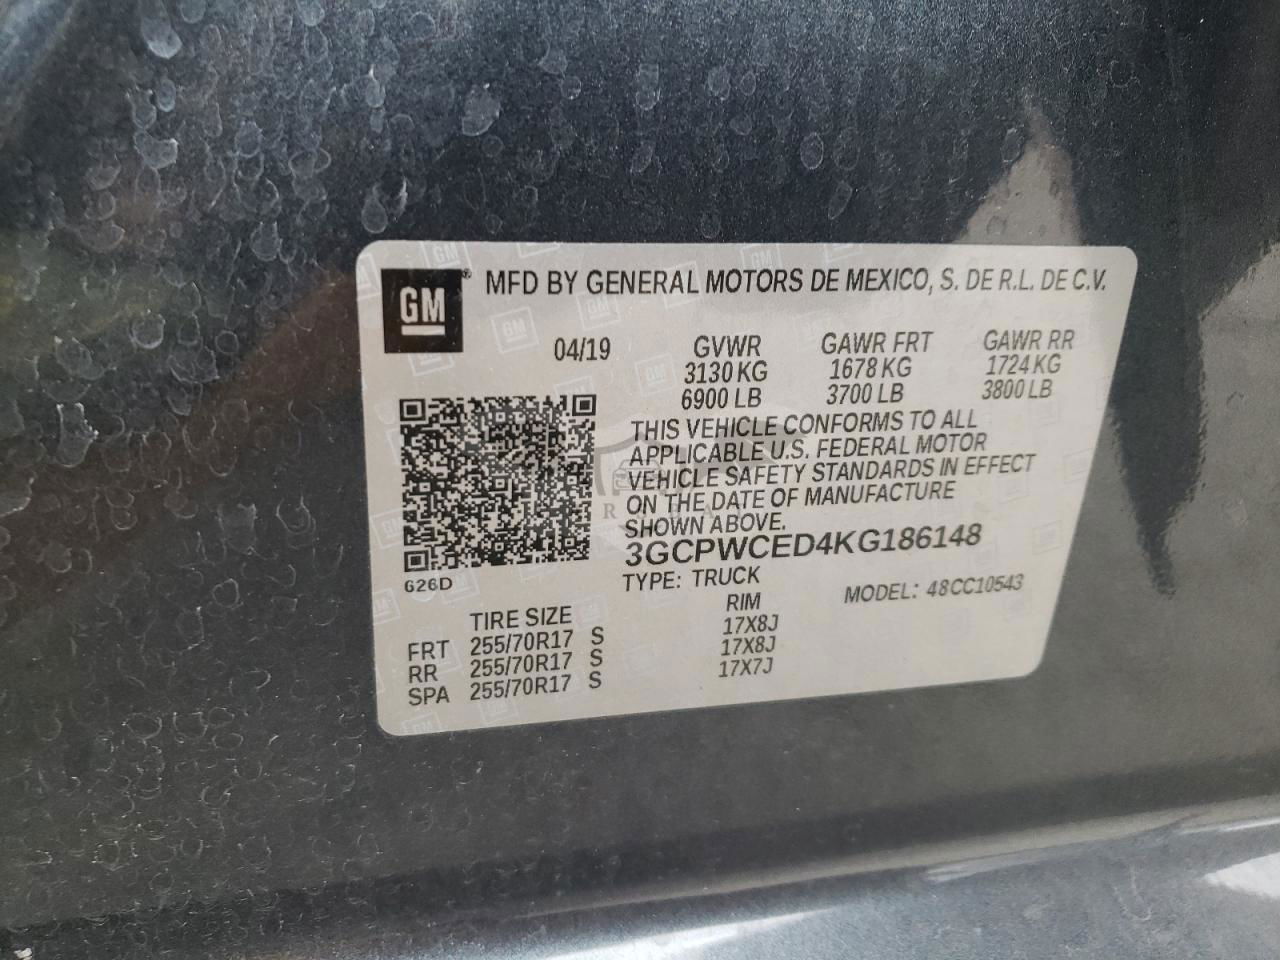 GM ® MFD BY GENERAL MOTORS DE MEXICO, S. DE R.L. DE C.V.
04/19 GVWR GAWR FRT GAWR RR
3130 KG 1678 KG 1724 KG
6900 LB 3700 LB 3800 LB
THIS VEHICLE CONFORMS TO ALL
APPLICABLE U.S. FEDERAL MOTOR
VEHICLE SAFETY STANDARDS IN EFFECT
ON THE DATE OF MANUFACTURE
SHOWN ABOVE.
3GCPWCED4KG186148
626D TYPE: TRUCK MODEL: 48CC10543
TIRE SIZE RIM
FRT 255/70R17 S 17X8J
RR 255/70R17 S 17X8J
SPA 255/70R17 S 17X7J